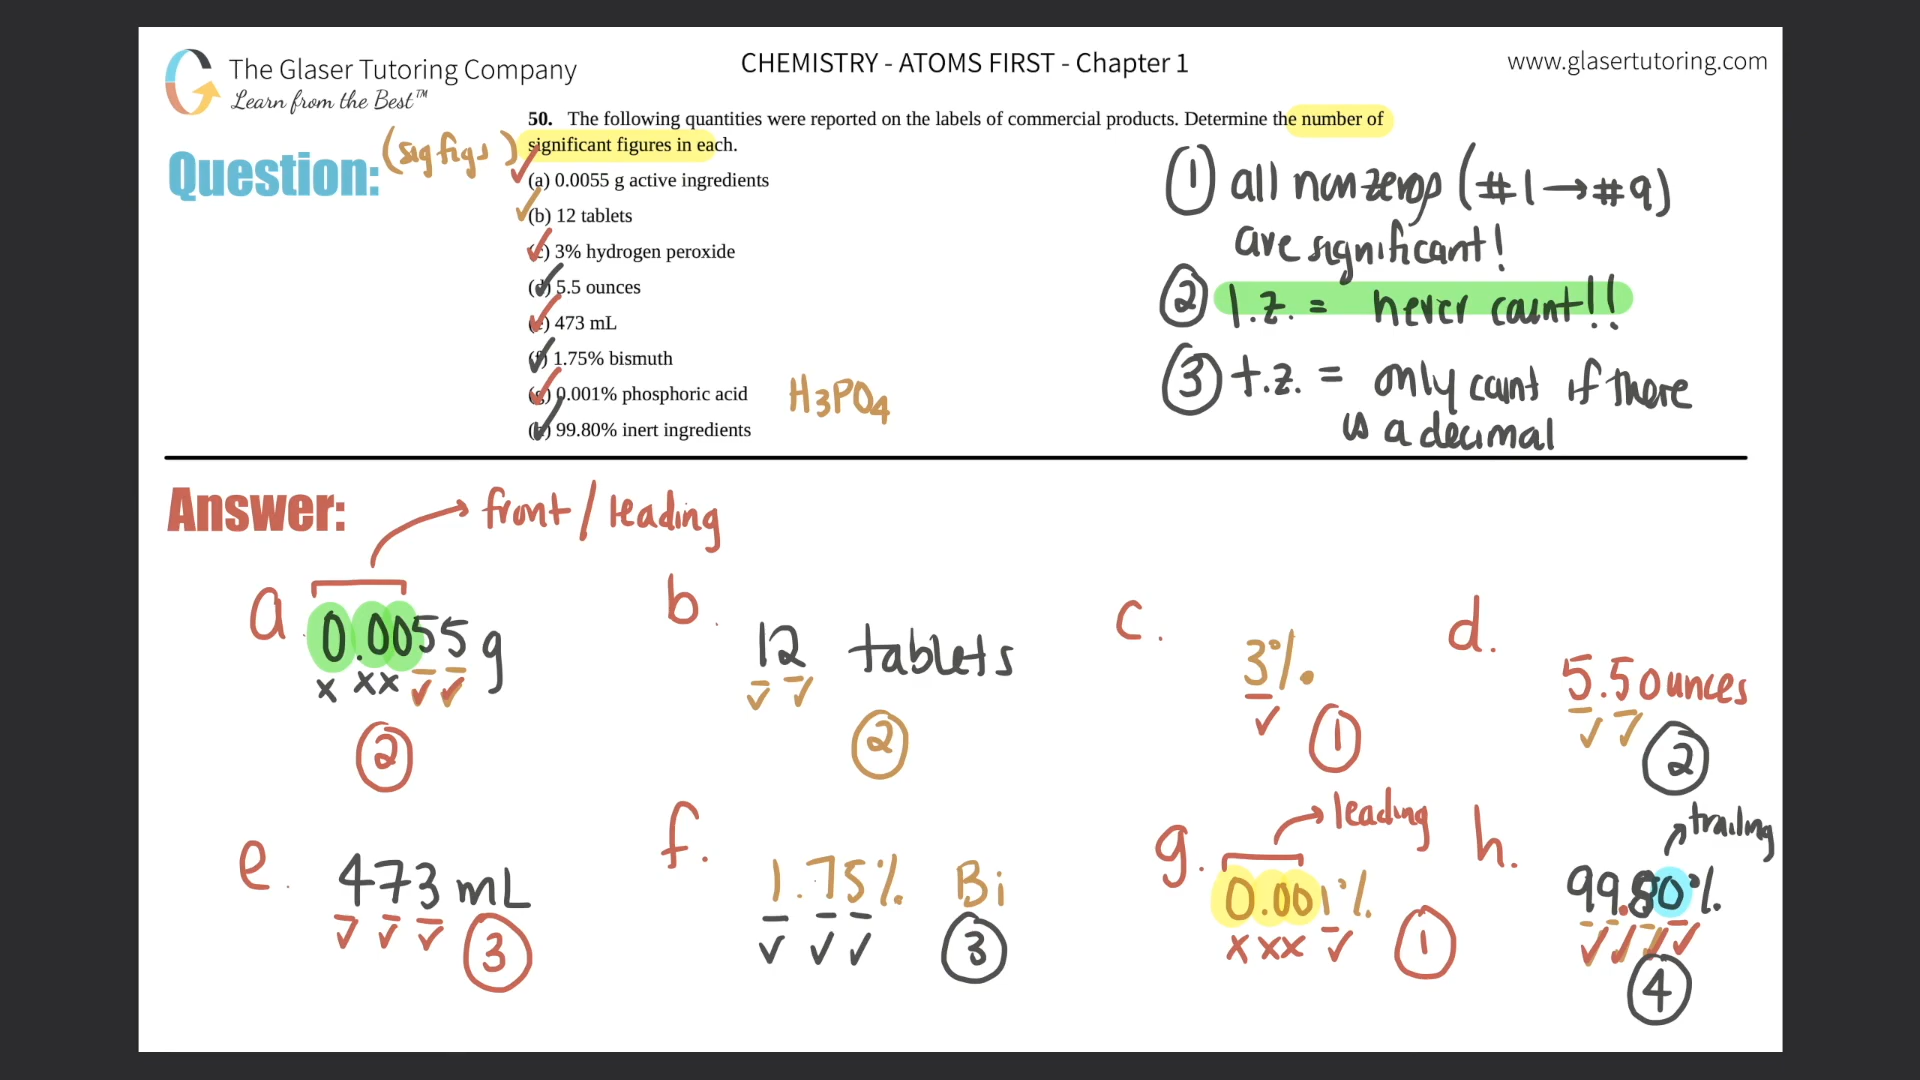 The Glaser Tutoring Company
Learn from the Best™
CHEMISTRY - ATOMS FIRST - Chapter 1
www.glasertutoring.com
Question:
(sig figs)
50. The following quantities were reported on the labels of commercial products. Determine the number of
significant figures in each.
(a) 0.0055 g active ingredients
(b) 12 tablets
(c) 3% hydrogen peroxide
(d) 5.5 ounces
(e) 473 mL
(f) 1.75% bismuth
(g) 0.001% phosphoric acid
H3PO4
(h) 99.80% inert ingredients
① all nonzeros (#1→#9)
are significant!
② l.z. = never count!!
③ t.z. = only count if there
is a decimal
Answer:
→ front / leading
a. 0.0055 g
x xx ✓ ✓
②
b. 12 tablets
✓ ✓
②
c. 3%.
✓
①
d. 5.5 ounces
✓ ✓
②
e. 473 mL
✓ ✓ ✓
③
f. 1.75% Bi
✓ ✓ ✓
③
→ leading
g. 0.001%
x xx ✓
①
trailing
h. 99.80%.
✓ ✓ ✓ ✓
④